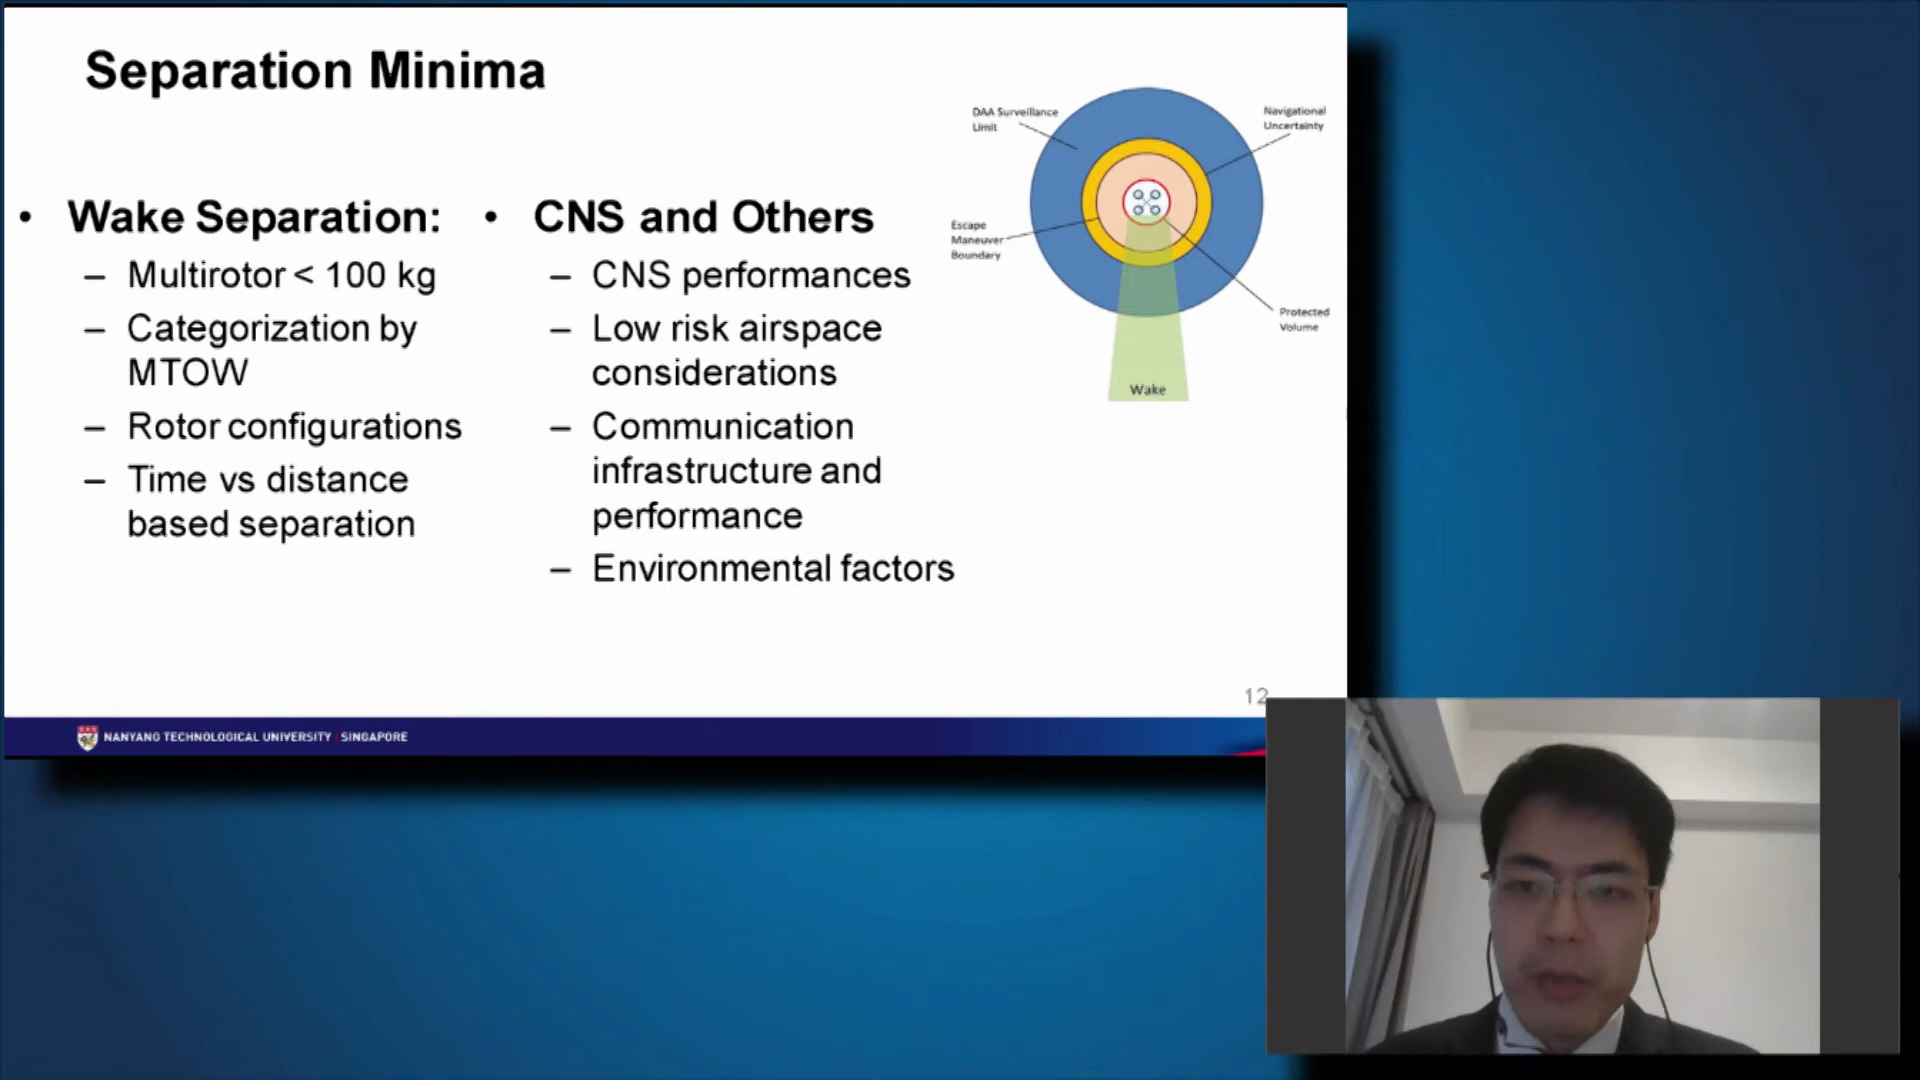 Separation Minima
• Wake Separation:
– Multirotor < 100 kg
– Categorization by
MTOW
– Rotor configurations
– Time vs distance
based separation
• CNS and Others
– CNS performances
– Low risk airspace
considerations
– Communication
infrastructure and
performance
– Environmental factors
DAA Surveillance
Limit
Navigational
Uncertainty
Escape
Maneuver
Boundary
Protected
Volume
Wake
12
NANYANG TECHNOLOGICAL UNIVERSITY | SINGAPORE